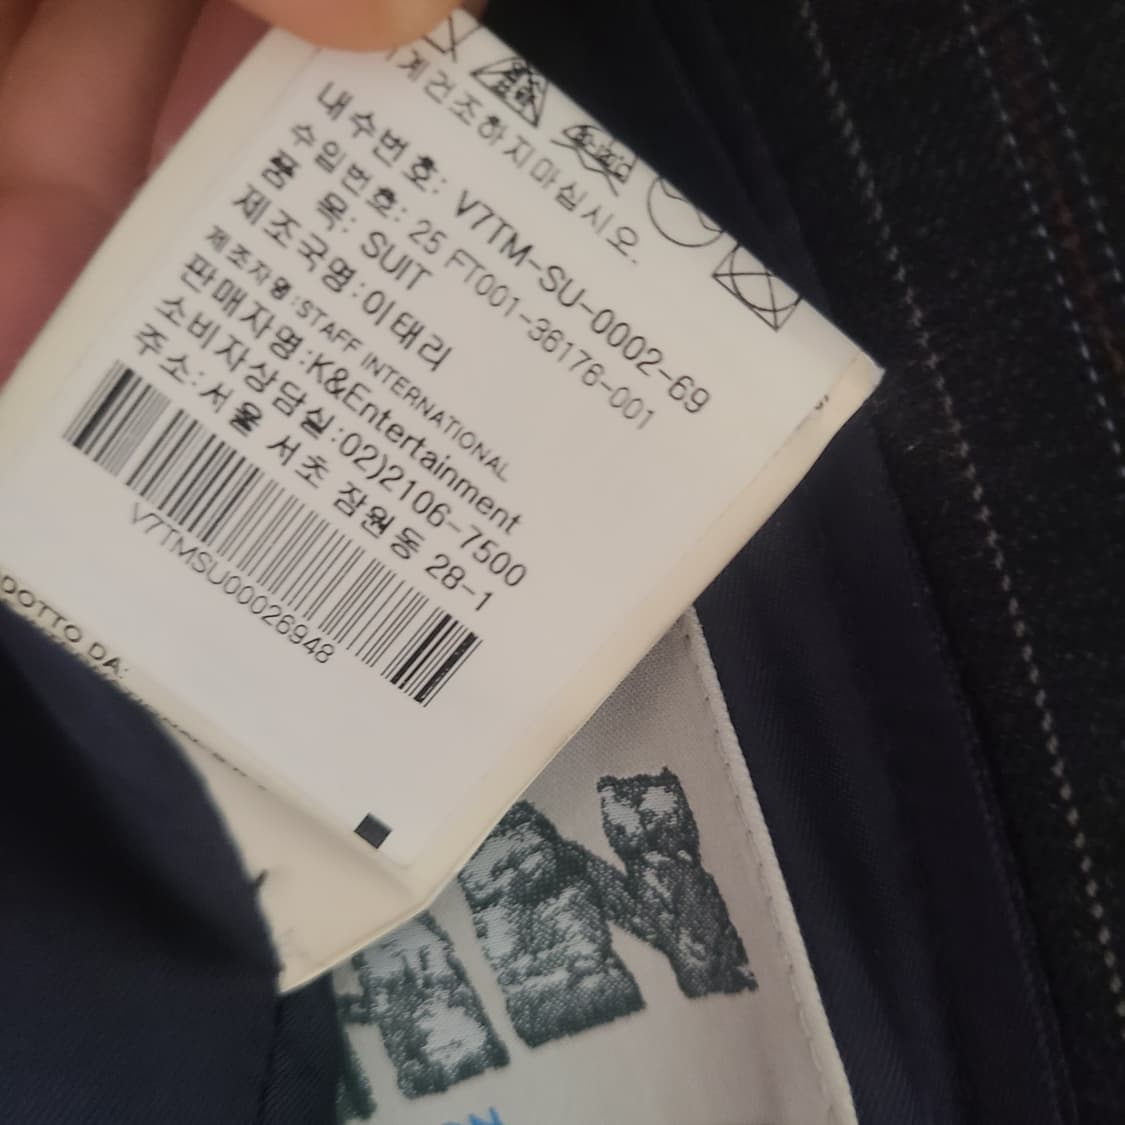 기계건조하지마십시오.
내수번호: V7TM-SU-0002-69
수입번호: 25 FT001-36176-001
품 목: SUIT
제조국명:이태리
제조자명:STAFF INTERNATIONAL
판매자명:K&Entertainment
소비자상담실:02)2106-7500
주소:서울 서초 잠원동 28-1
V7TMSU00026948
DOTTO DA:
ON